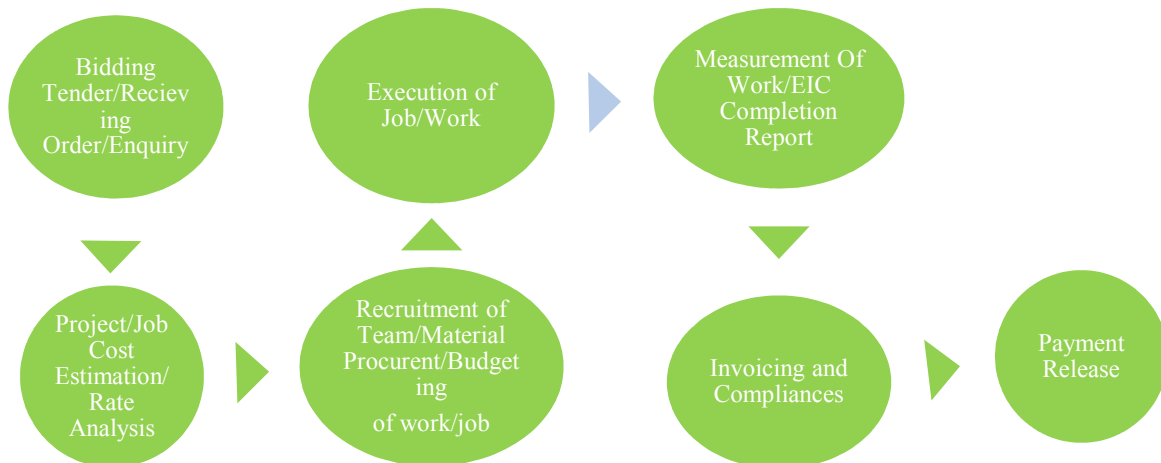 Bidding
Tender/Reciev
ing
Order/Enquiry
Project/Job
Cost
Estimation/
Rate
Analysis
Recruitment of
Team/Material
Procurent/Budget
ing
of work/job
Execution of
Job/Work
Measurement Of
Work/EIC
Completion
Report
Invoicing and
Compliances
Payment
Release